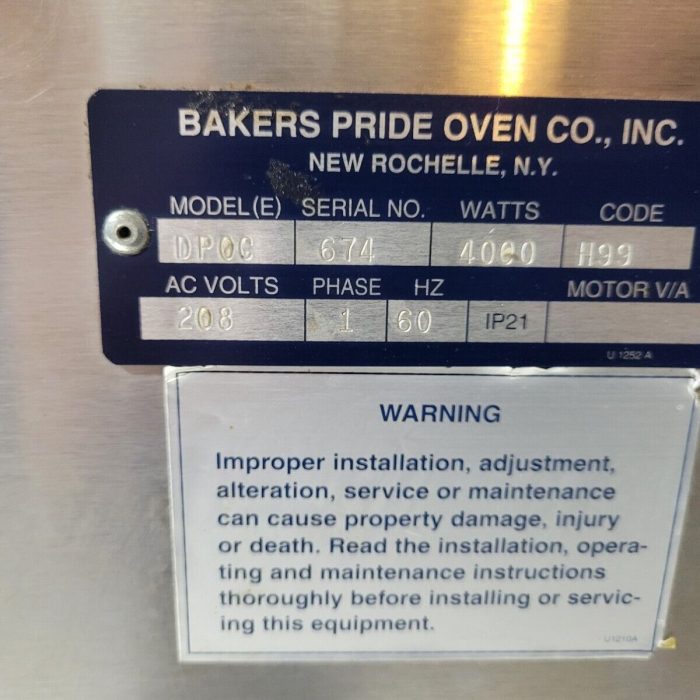 BAKERS PRIDE OVEN CO., INC.
NEW ROCHELLE, N.Y.
MODEL(E) SERIAL NO. WATTS CODE
DP0C 674 4000 H99
AC VOLTS PHASE HZ MOTOR V/A
208 1 60 IP21
U 1252 A
WARNING
Improper installation, adjustment,
alteration, service or maintenance
can cause property damage, injury
or death. Read the installation, opera-
ting and maintenance instructions
thoroughly before installing or servic-
ing this equipment.
U1210A